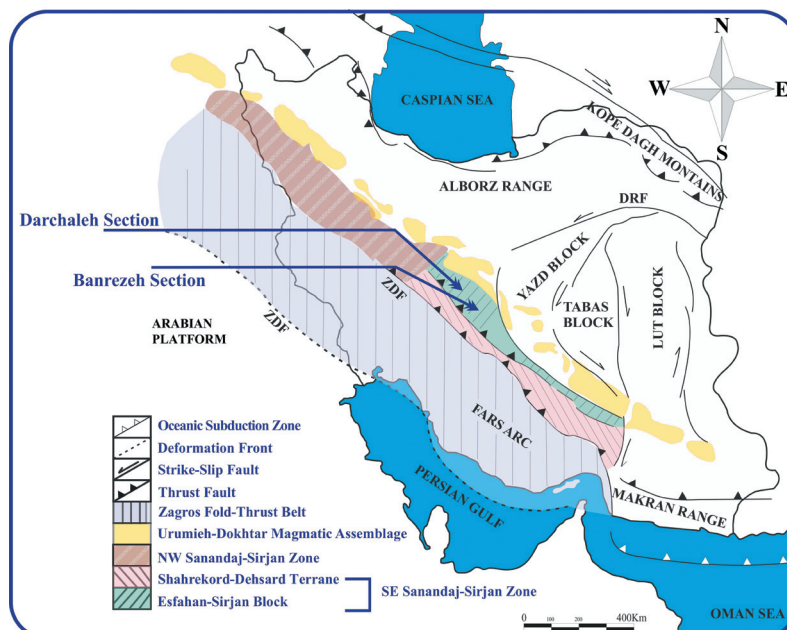 N
W
E
S
CASPIAN SEA
KOPE DAGH MONTAINS
ALBORZ RANGE
DRF
Darchaleh Section
YAZD BLOCK
Banrezeh Section
ZDF
TABAS
BLOCK
LUT BLOCK
ZDF
ARABIAN
PLATFORM
FARS ARC
PERSIAN GULF
MAKRAN RANGE
OMAN SEA
Oceanic Subduction Zone
Deformation Front
Strike-Slip Fault
Thrust Fault
Zagros Fold-Thrust Belt
Urumieh-Dokhtar Magmatic Assemblage
NW Sanandaj-Sirjan Zone
Shahrekord-Dehsard Terrane
SE Sanandaj-Sirjan Zone
Esfahan-Sirjan Block
0 100 200 400Km